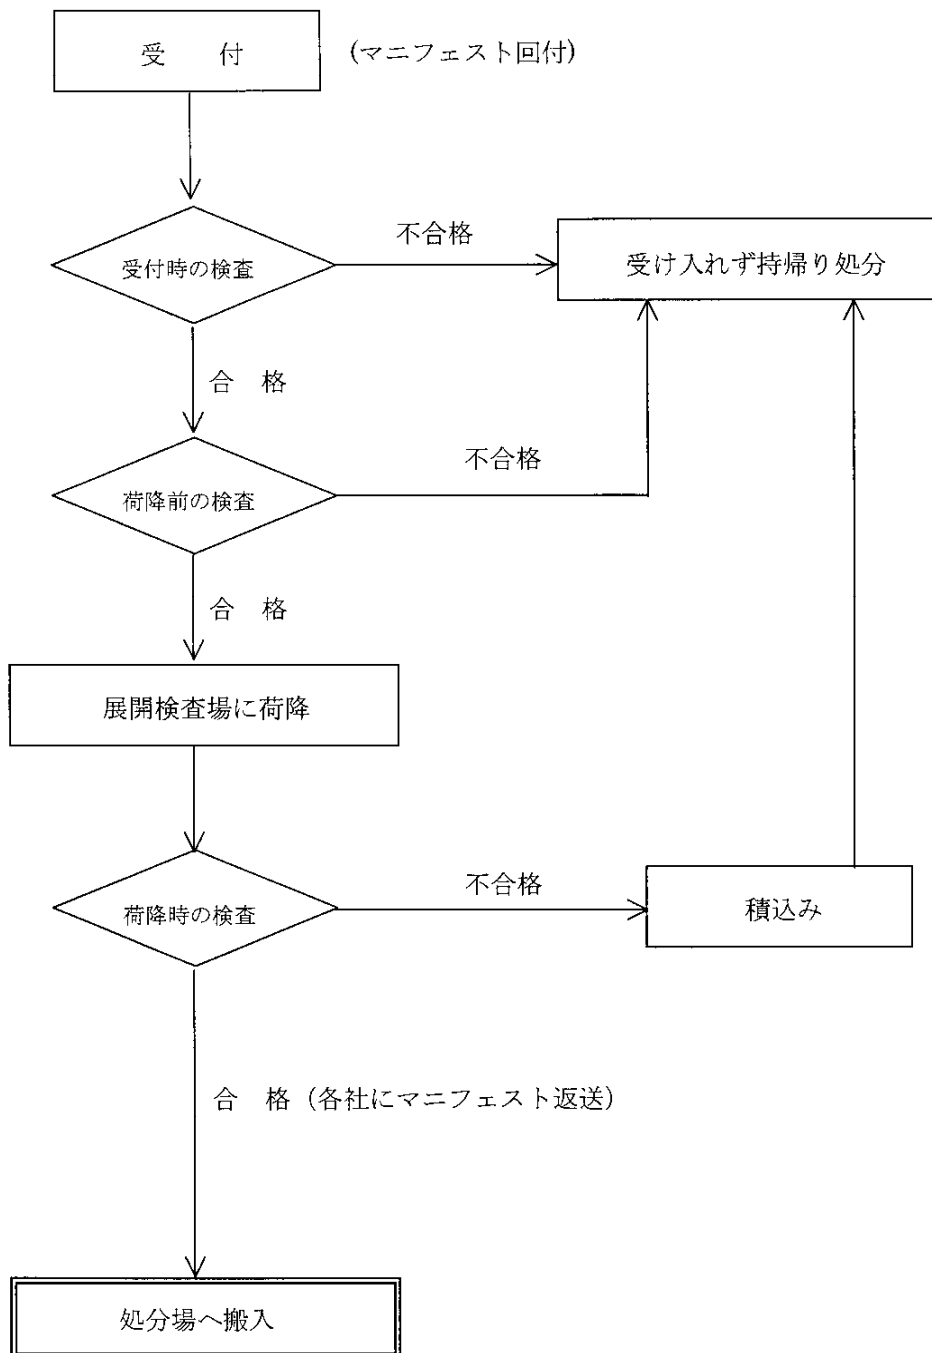 受　付　(マニフェスト回付)
不合格
受付時の検査
受け入れず持帰り処分
合　格
不合格
荷降前の検査
合　格
展開検査場に荷降
不合格
荷降時の検査
積込み
合　格（各社にマニフェスト返送）
処分場へ搬入